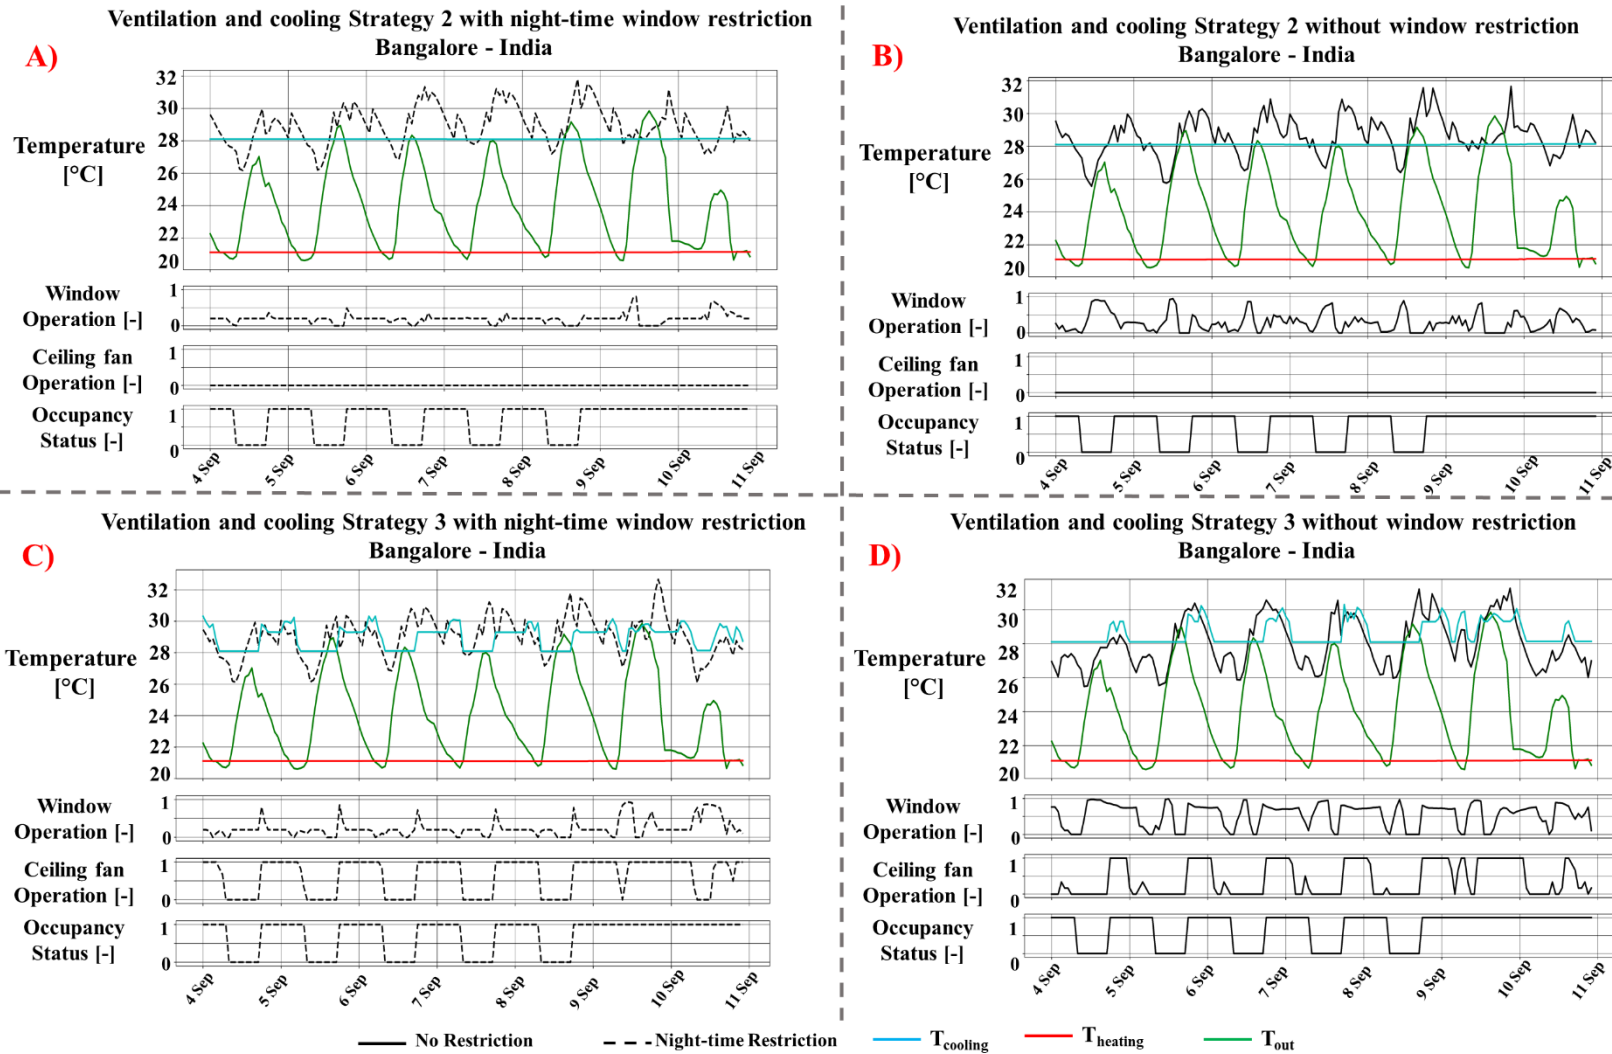 Ventilation and cooling Strategy 2 with night-time window restriction
Bangalore - India
A)
Temperature
[°C]
32
30
28
26
24
22
20
Window
Operation [-]
1
0
Ceiling fan
Operation [-]
1
0
Occupancy
Status [-]
1
0
4 Sep
5 Sep
6 Sep
7 Sep
8 Sep
9 Sep
10 Sep
11 Sep
Ventilation and cooling Strategy 2 without window restriction
Bangalore - India
B)
Temperature
[°C]
32
30
28
26
24
22
20
Window
Operation [-]
1
0
Ceiling fan
Operation [-]
1
0
Occupancy
Status [-]
1
0
4 Sep
5 Sep
6 Sep
7 Sep
8 Sep
9 Sep
10 Sep
11 Sep
Ventilation and cooling Strategy 3 with night-time window restriction
Bangalore - India
C)
Temperature
[°C]
32
30
28
26
24
22
20
Window
Operation [-]
1
0
Ceiling fan
Operation [-]
1
0
Occupancy
Status [-]
1
0
4 Sep
5 Sep
6 Sep
7 Sep
8 Sep
9 Sep
10 Sep
11 Sep
Ventilation and cooling Strategy 3 without window restriction
Bangalore - India
D)
Temperature
[°C]
32
30
28
26
24
22
20
Window
Operation [-]
1
0
Ceiling fan
Operation [-]
1
0
Occupancy
Status [-]
1
0
4 Sep
5 Sep
6 Sep
7 Sep
8 Sep
9 Sep
10 Sep
11 Sep
No Restriction
Night-time Restriction
Tcooling
Theating
Tout